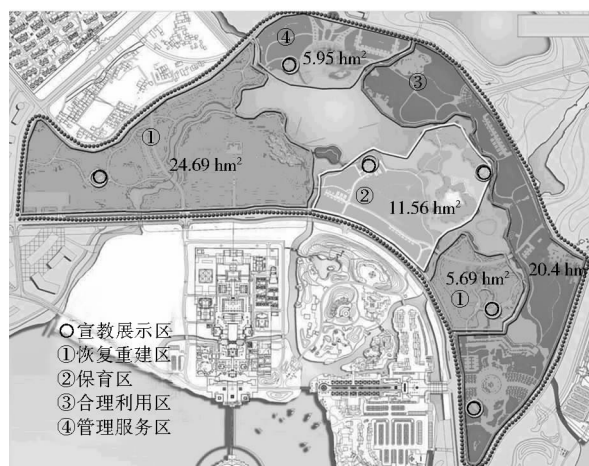 ④
5.95 hm²
③
①
24.69 hm²
②
11.56 hm²
5.69 hm²
20.4 hm
①
宣教展示区
①恢复重建区
②保育区
③合理利用区
④管理服务区